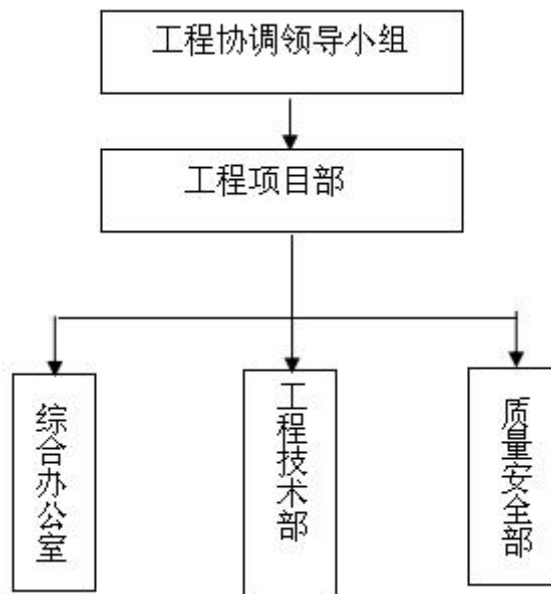 工程协调领导小组
工程项目部
综合办公室
工程技术部
质量安全部